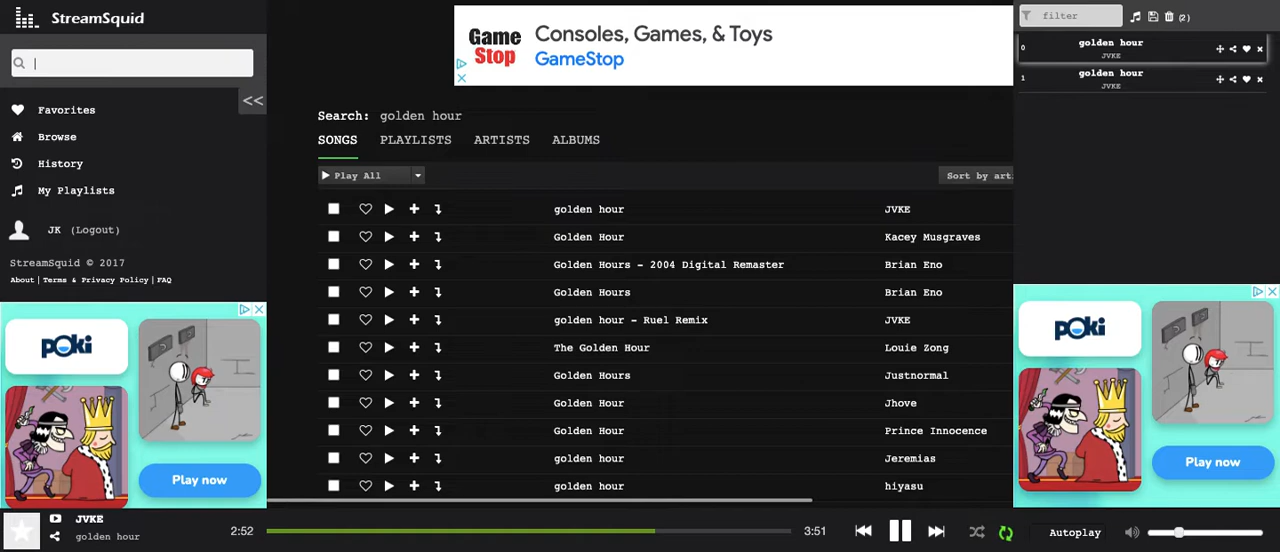 StreamSquid
Favorites
<<
Browse
History
My Playlists
JK (Logout)
StreamSquid © 2017
About | Terms & Privacy Policy | FAQ
poki
Play now
Game Stop
Consoles, Games, & Toys
GameStop
Search: golden hour
SONGS PLAYLISTS ARTISTS ALBUMS
Play All
Sort by art
golden hour JVKE
Golden Hour Kacey Musgraves
Golden Hours - 2004 Digital Remaster Brian Eno
Golden Hours Brian Eno
golden hour - Ruel Remix JVKE
The Golden Hour Louie Zong
Golden Hours Justnormal
Golden Hour Jhove
Golden Hour Prince Innocence
golden hour Jeremias
golden hour hiyasu
filter (2)
0 golden hour
JVKE
1 golden hour
JVKE
poki
Play now
JVKE
golden hour
2:52 3:51 Autoplay